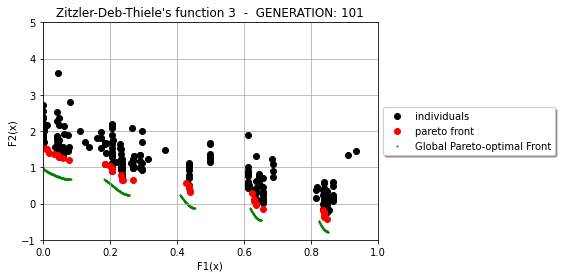 Zitzler-Deb-Thiele's function 3 - GENERATION: 101
5
4
3
2
1
0
−1
F2(x)
0.0 0.2 0.4 0.6 0.8 1.0
F1(x)
individuals
pareto front
Global Pareto-optimal Front